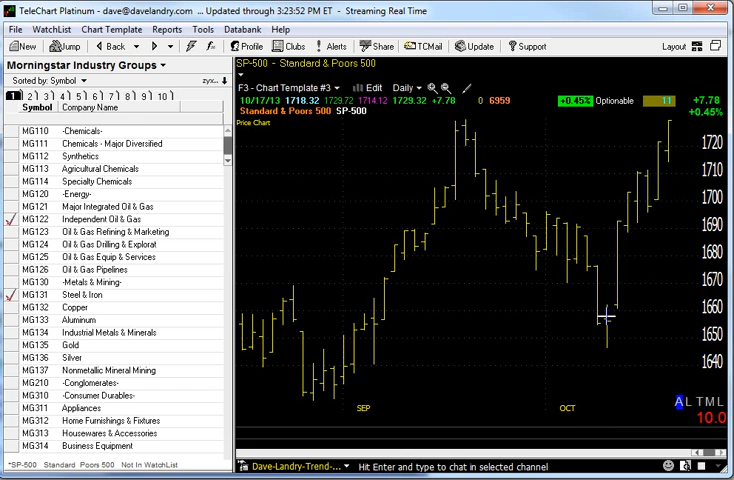 TeleChart Platinum - dave@davelandry.com ... Updated through 3:23:52 PM ET - Streaming Real Time
File WatchList Chart Template Reports Tools Databank Help
New Jump Back Profile Clubs Alerts Share TCMail Update Support Layout
Morningstar Industry Groups
Sorted by: Symbol zyx..
1 2 3 4 5 6 7 8 9 10
Symbol Company Name
MG110 -Chemicals-
MG111 Chemicals - Major Diversified
MG112 Synthetics
MG113 Agricultural Chemicals
MG114 Specialty Chemicals
MG120 -Energy-
MG121 Major Integrated Oil & Gas
MG122 Independent Oil & Gas
MG123 Oil & Gas Refining & Marketing
MG124 Oil & Gas Drilling & Explorat
MG125 Oil & Gas Equip & Services
MG126 Oil & Gas Pipelines
MG130 -Metals & Mining-
MG131 Steel & Iron
MG132 Copper
MG133 Aluminum
MG134 Industrial Metals & Minerals
MG135 Gold
MG136 Silver
MG137 Nonmetallic Mineral Mining
MG210 -Conglomerates-
MG310 -Consumer Durables-
MG311 Appliances
MG312 Home Furnishings & Fixtures
MG313 Housewares & Accessories
MG314 Business Equipment
*SP-500 Standard Poors 500 Not In WatchList
SP-500 - Standard & Poors 500
F3 - Chart Template #3 Edit Daily
10/17/13 1718.32 1729.72 1714.12 1729.32 +7.78 0 6959 +0.45% Optionable 11 +7.78
Standard & Poors 500 SP-500 +0.45%
Price Chart
1720
1710
1700
1690
1680
1670
1660
1650
1640
SEP OCT
A L T M L
10.0
Dave-Landry-Trend-... Hit Enter and type to chat in selected channel